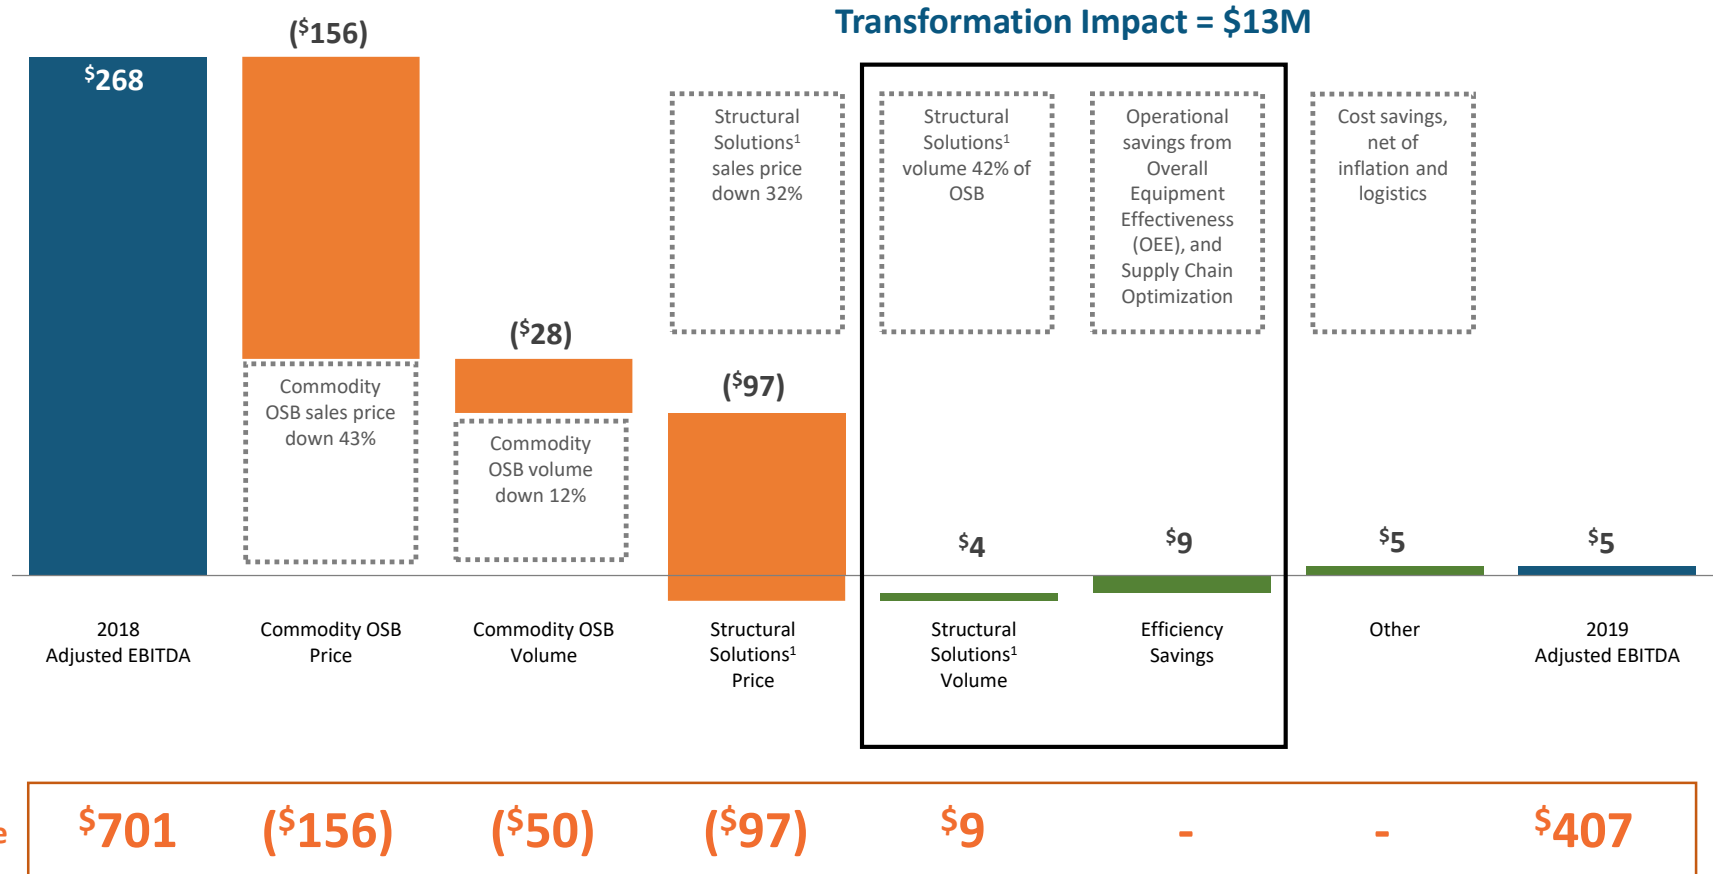 Transformation Impact = $13M
$268
($156)
($28)
($97)
$4
$9
$5
$5
Commodity
OSB sales price
down 43%
Commodity
OSB volume
down 12%
Structural
Solutions1
sales price
down 32%
Structural
Solutions1
volume 42% of
OSB
Operational
savings from
Overall
Equipment
Effectiveness
(OEE), and
Supply Chain
Optimization
Cost savings,
net of
inflation and
logistics
2018
Adjusted EBITDA
Commodity OSB
Price
Commodity OSB
Volume
Structural
Solutions1
Price
Structural
Solutions1
Volume
Efficiency
Savings
Other
2019
Adjusted EBITDA
$701 ($156) ($50) ($97) $9 - - $407